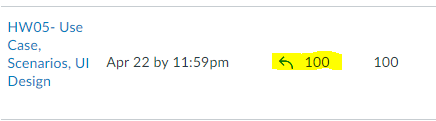 HW05- Use
Case,
Scenarios, UI
Design
Apr 22 by 11:59pm
100
100